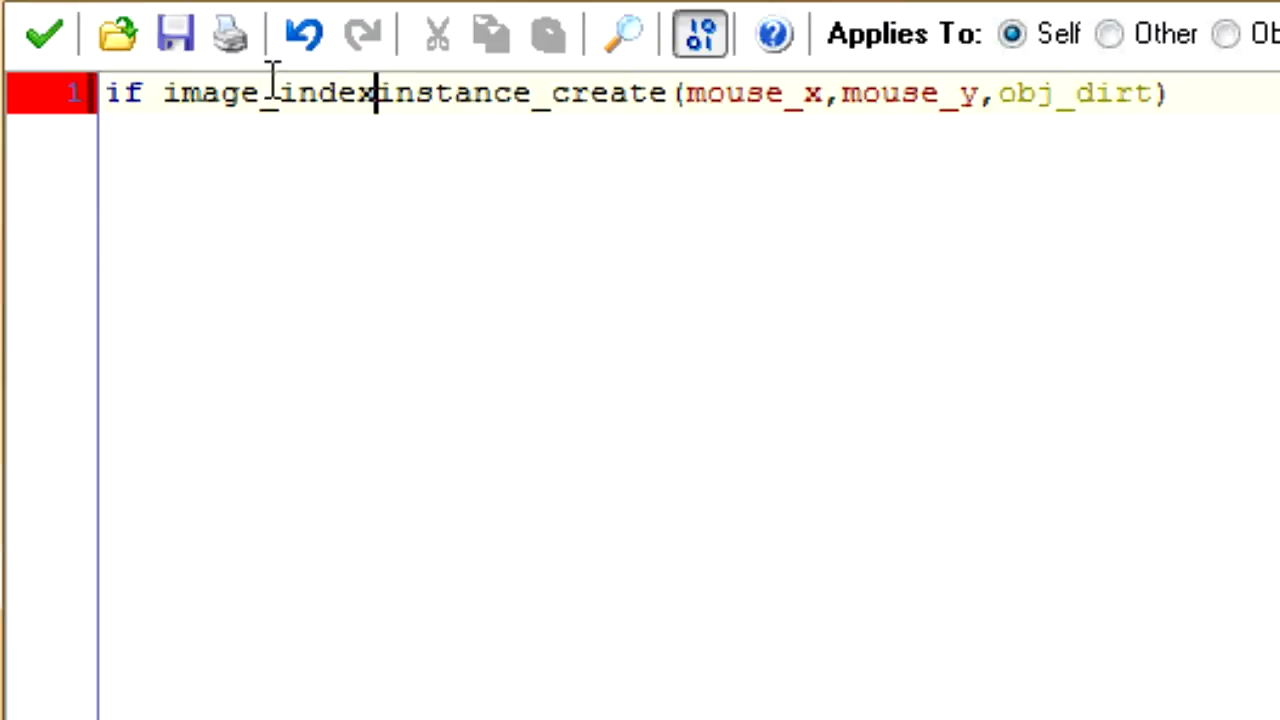 Applies To: Self Other Ob
1 if image_indexinstance_create(mouse_x,mouse_y,obj_dirt)